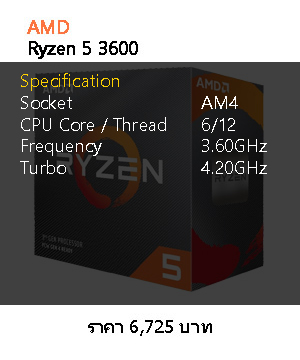 AMD
Ryzen 5 3600
Specification
Socket AM4
CPU Core / Thread 6/12
Frequency 3.60GHz
Turbo 4.20GHz
AMD
RYZEN
RYZEN
5
ราคา 6,725 บาท